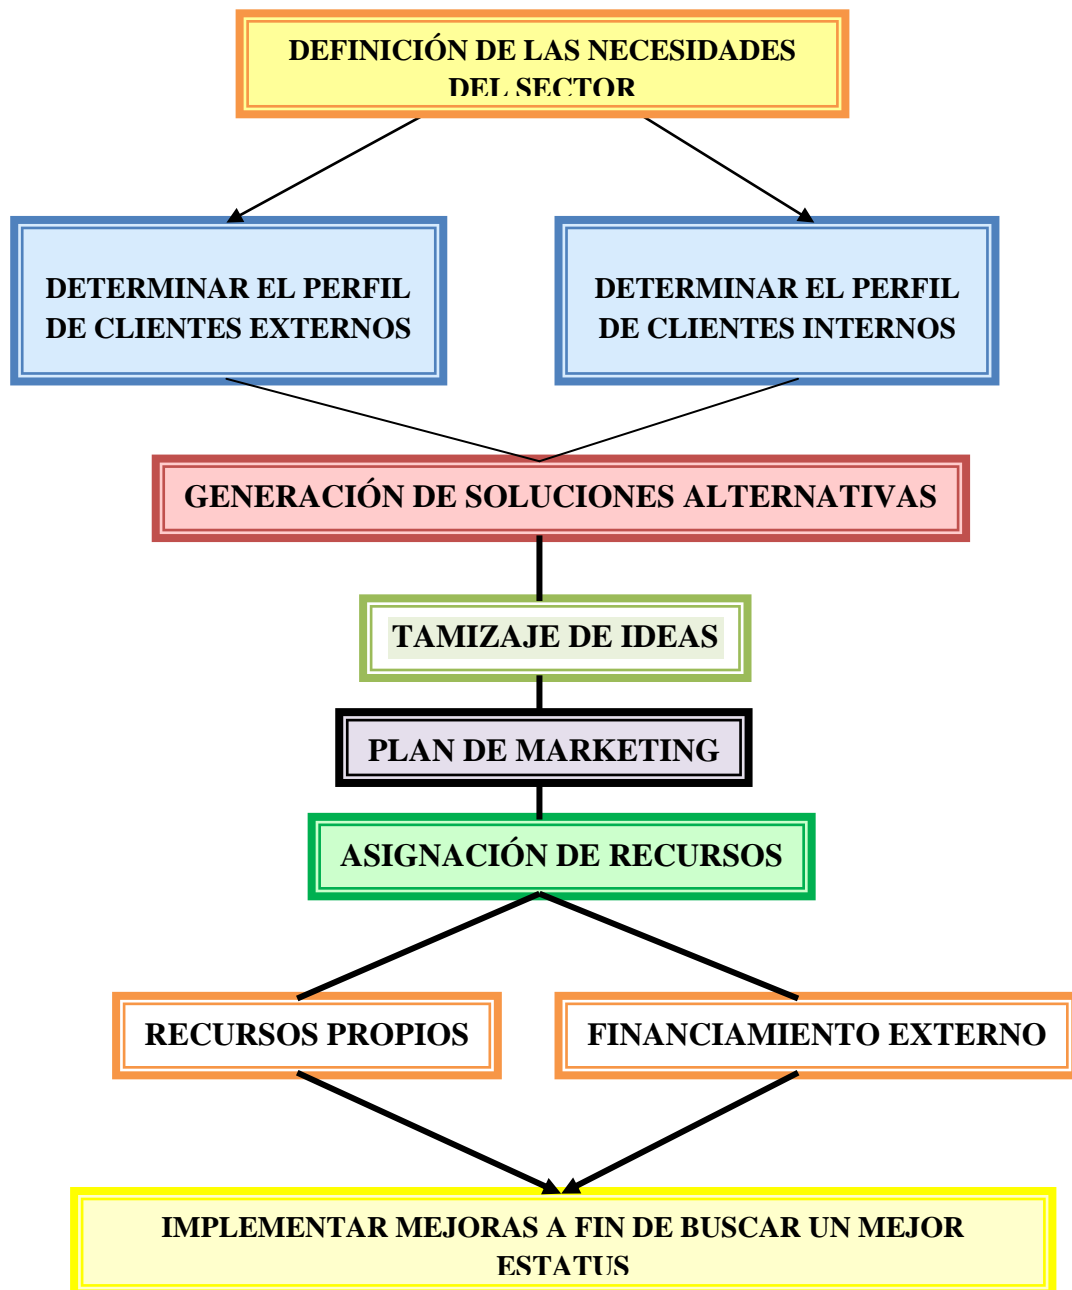 DEFINICIÓN DE LAS NECESIDADES
DEL SECTOR
DETERMINAR EL PERFIL
DE CLIENTES EXTERNOS
DETERMINAR EL PERFIL
DE CLIENTES INTERNOS
GENERACIÓN DE SOLUCIONES ALTERNATIVAS
TAMIZAJE DE IDEAS
PLAN DE MARKETING
ASIGNACIÓN DE RECURSOS
RECURSOS PROPIOS
FINANCIAMIENTO EXTERNO
IMPLEMENTAR MEJORAS A FIN DE BUSCAR UN MEJOR
ESTATUS